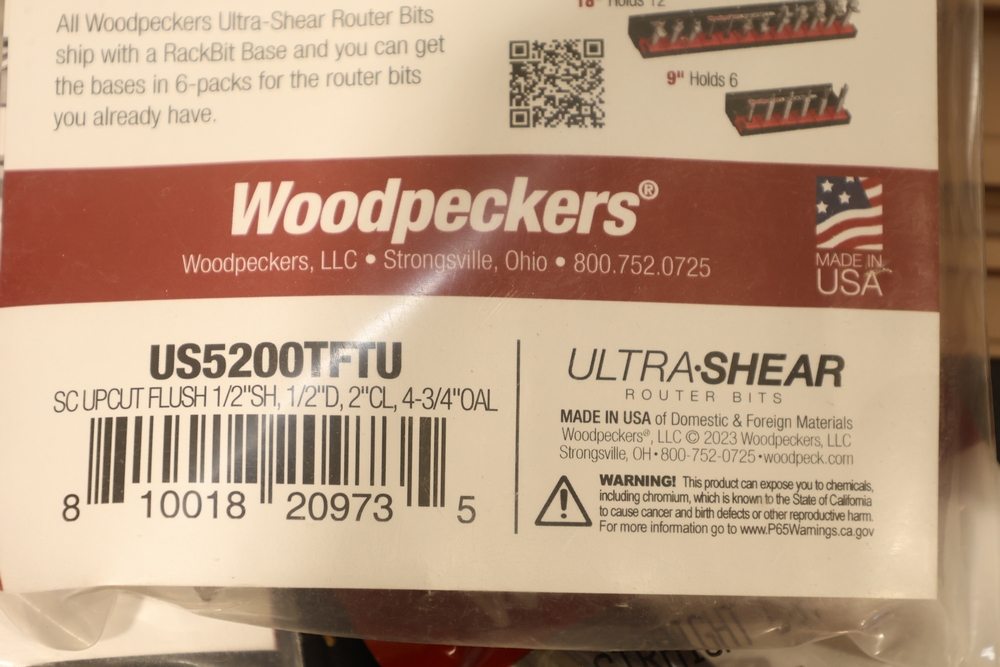 All Woodpeckers Ultra-Shear Router Bits
ship with a RackBit Base and you can get
the bases in 6-packs for the router bits
you already have.
18" Holds 12
9" Holds 6
Woodpeckers®
Woodpeckers, LLC • Strongsville, Ohio • 800.752.0725
MADE IN
USA
US5200TFTU
SC UPCUT FLUSH 1/2"SH, 1/2"D, 2"CL, 4-3/4"OAL
8 10018 20973 5
ULTRA·SHEAR
ROUTER BITS
MADE IN USA of Domestic & Foreign Materials
Woodpeckers®, LLC © 2023 Woodpeckers, LLC
Strongsville, OH • 800-752-0725 • woodpeck.com
WARNING! This product can expose you to chemicals,
including chromium, which is known to the State of California
to cause cancer and birth defects or other reproductive harm.
For more information go to www.P65Warnings.ca.gov